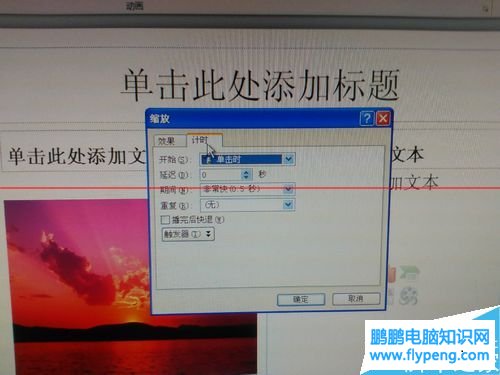 动画
单击此处添加标题
缩放
效果
计时
单击此处添加文
文本
开始(S):
单击时
延迟(D):
0
秒
期间(N):
非常快(0.5 秒)
加文本
重复(R):
(无)
播完后快退(W)
触发器(T)
确定
取消
鹏鹏电脑知识网
www.flypeng.com